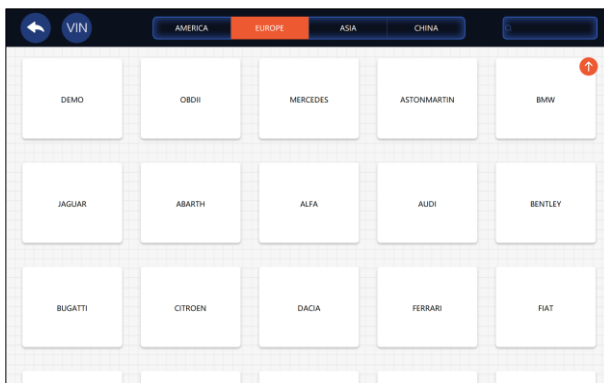 VIN AMERICA EUROPE ASIA CHINA
DEMO OBDII MERCEDES ASTONMARTIN BMW
JAGUAR ABARTH ALFA AUDI BENTLEY
BUGATTI CITROEN DACIA FERRARI FIAT